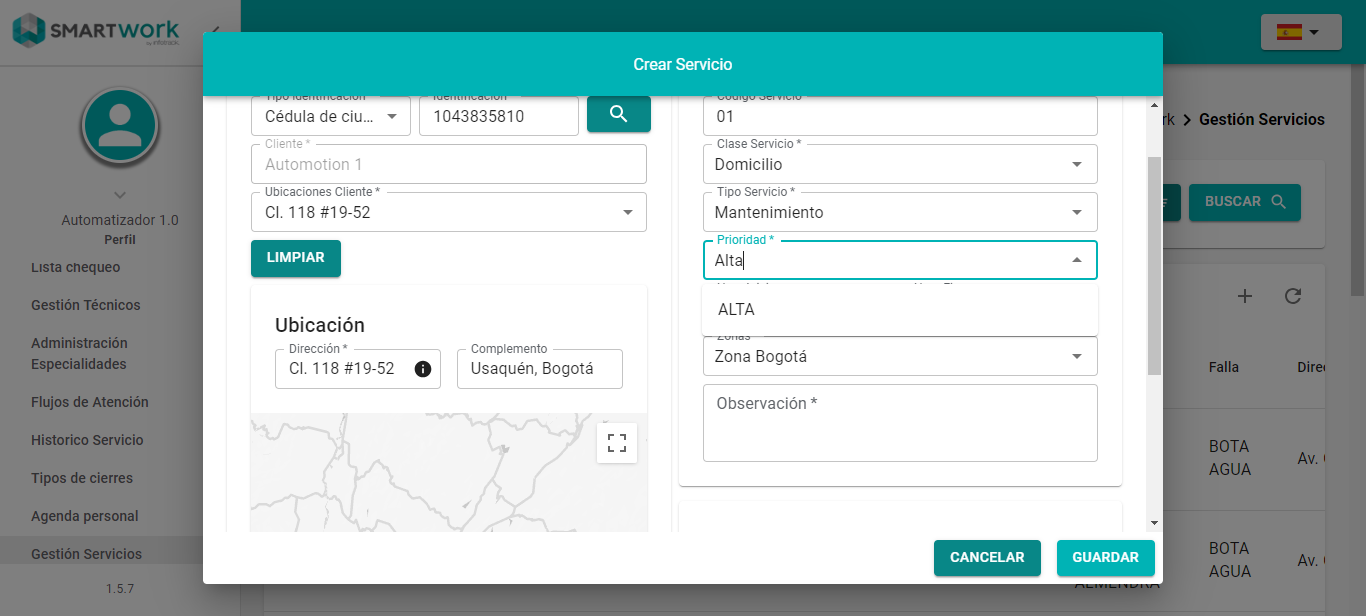 SMARTWORK
by infotrack
Automatizador 1.0
Perfil
Lista chequeo
Gestión Técnicos
Administración
Especialidades
Flujos de Atención
Historico Servicio
Tipos de cierres
Agenda personal
Gestión Servicios
1.5.7
Crear Servicio
Tipo Identificación
Cédula de ciu...
Identificación
1043835810
Cliente *
Automotion 1
Ubicaciones Cliente *
Cl. 118 #19-52
LIMPIAR
Ubicación
Dirección *
Cl. 118 #19-52
Complemento
Usaquén, Bogotá
Código Servicio
01
Clase Servicio *
Domicilio
Tipo Servicio *
Mantenimiento
Prioridad *
Alta
ALTA
Zonas
Zona Bogotá
Observación *
CANCELAR
GUARDAR
rk > Gestión Servicios
BUSCAR
Falla
Direc
BOTA
AGUA
Av.
BOTA
AGUA
Av.
ALMENDRA